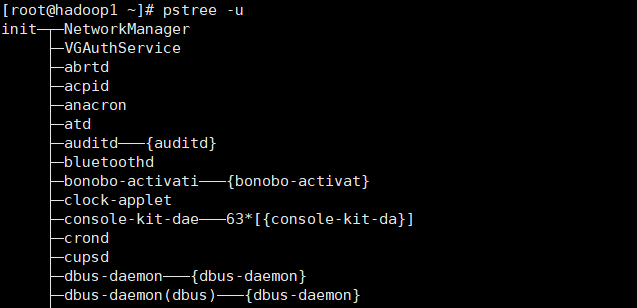 [root@hadoop1 ~]# pstree -u
init─┬─NetworkManager
     ├─VGAuthService
     ├─abrtd
     ├─acpid
     ├─anacron
     ├─atd
     ├─auditd───{auditd}
     ├─bluetoothd
     ├─bonobo-activati───{bonobo-activat}
     ├─clock-applet
     ├─console-kit-dae───63*[{console-kit-da}]
     ├─crond
     ├─cupsd
     ├─dbus-daemon───{dbus-daemon}
     ├─dbus-daemon(dbus)───{dbus-daemon}